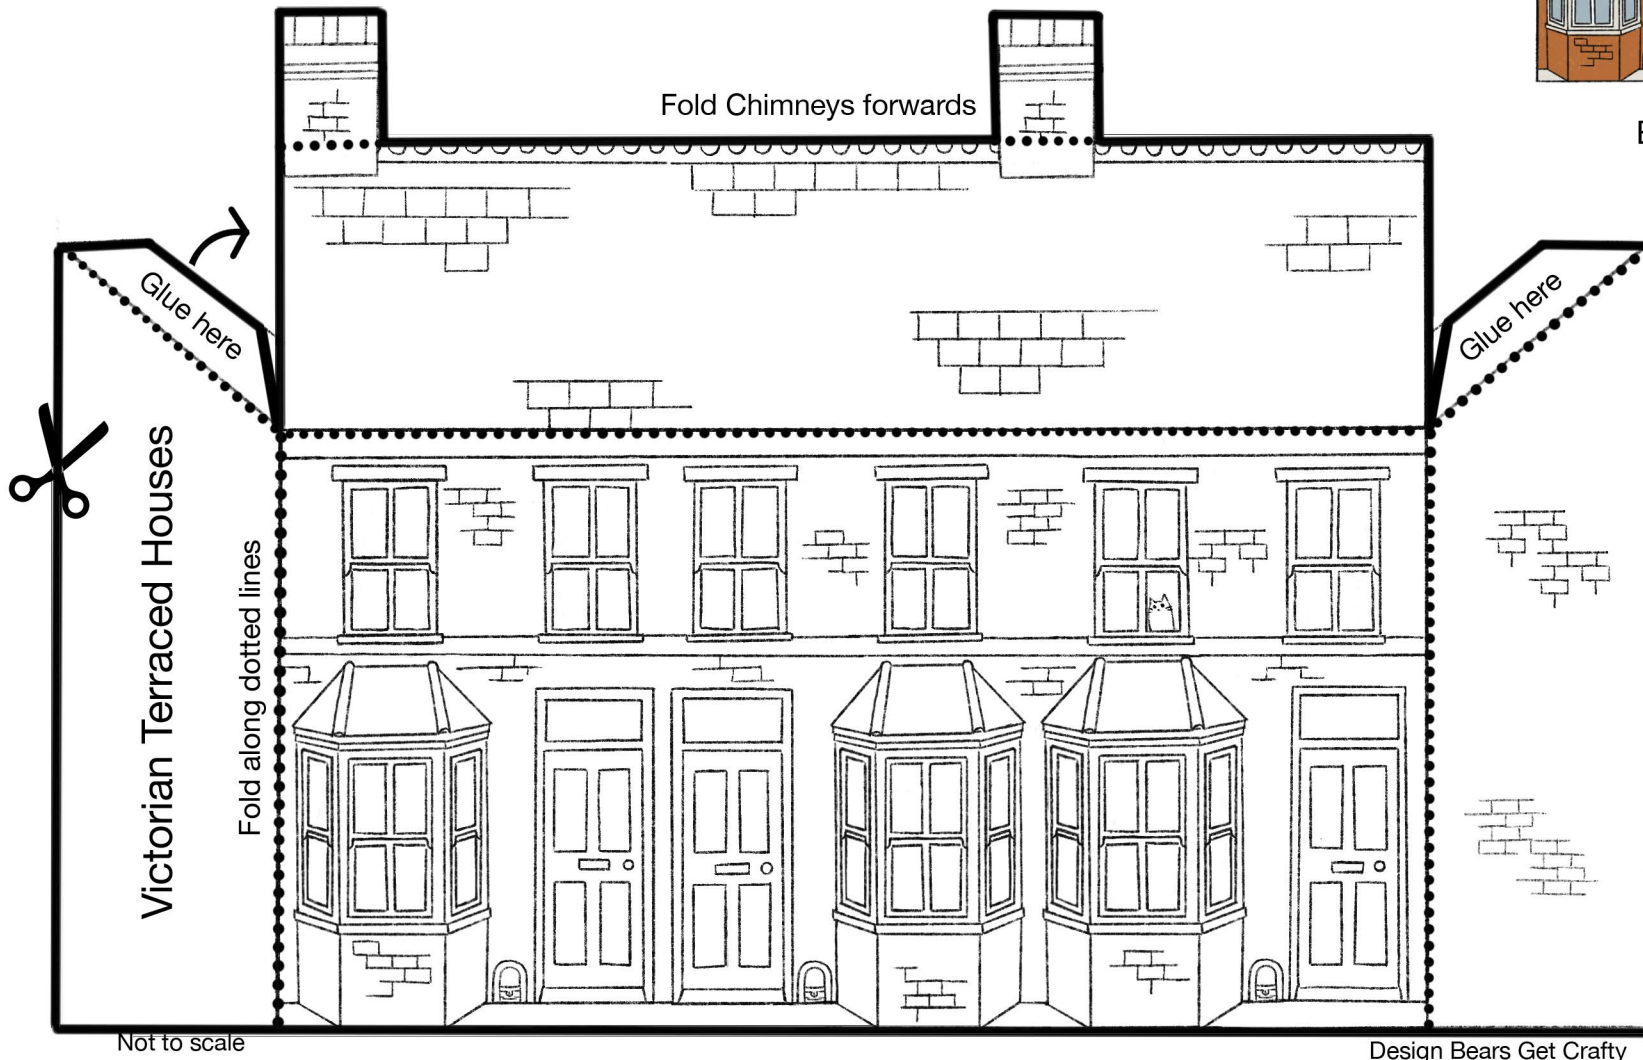 Fold Chimneys forwards
Glue here
Glue here
Victorian Terraced Houses
Fold along dotted lines
Not to scale
Design Bears Get Crafty